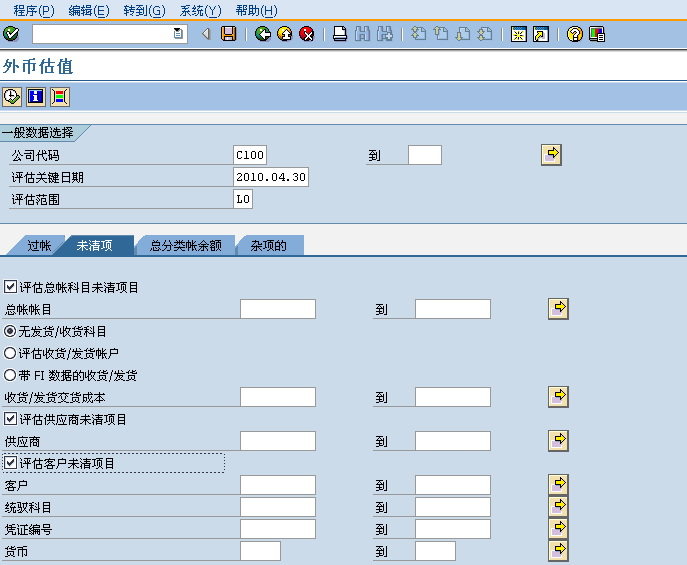 程序(P) 编辑(E) 转到(G) 系统(Y) 帮助(H)
外币估值
一般数据选择
公司代码 C100 到
评估关键日期 2010.04.30
评估范围 L0
过帐 未清项 总分类帐余额 杂项的
评估总帐科目未清项目
总帐帐目 到
无发货/收货科目
评估收货/发货帐户
带 FI 数据的收货/发货
收货/发货交货成本 到
评估供应商未清项目
供应商 到
评估客户未清项目
客户 到
统驭科目 到
凭证编号 到
货币 到